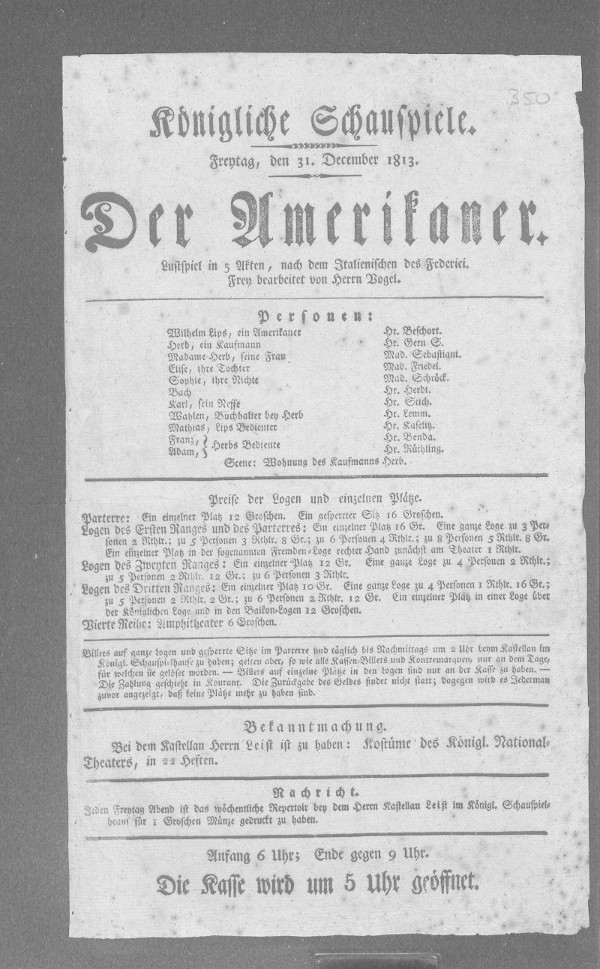 350
Königliche Schauspiele.
Freytag, den 31. December 1813.
Der Amerikaner.
Lustspiel in 5 Akten, nach dem Italienischen des Federici.
Frey bearbeitet von Herrn Vogel.
Personen:
Wilhelm Lips, ein Amerikaner Hr. Beschort.
Herb, ein Kaufmann Hr. Gern S.
Madame Herb, seine Frau Mad. Sebastiani.
Elise, ihre Tochter Mad. Friedel.
Sophie, ihre Nichte Mad. Schröck.
Bach Hr. Herdt.
Karl, sein Neffe Hr. Stich.
Wahlen, Buchhalter bey Herb Hr. Lemm.
Mathias, Lips Bedienter Hr. Kaselitz.
Franz, } Herbs Bediente Hr. Benda.
Adam, } Hr. Rüthling.
Scene: Wohnung des Kaufmanns Herb.
Preise der Logen und einzelnen Plätze.
Parterre: Ein einzelner Platz 12 Groschen. Ein gesperrter Sitz 16 Groschen.
Logen des Ersten Ranges und des Parterres: Ein einzelner Platz 16 Gr. Eine ganze Loge zu 3 Per-
sonen 2 Rthlr.; zu 5 Personen 3 Rthlr. 8 Gr.; zu 6 Personen 4 Rthlr.; zu 8 Personen 5 Rthlr. 8 Gr.
Ein einzelner Platz in der sogenannten Fremden-Loge rechter Hand zunächst am Theater 1 Rthlr.
Logen des Zweyten Ranges: Ein einzelner Platz 12 Gr. Eine ganze Loge zu 4 Personen 2 Rthlr.;
zu 5 Personen 2 Rthlr. 12 Gr.; zu 6 Personen 3 Rthlr.
Logen des Dritten Ranges: Ein einzelner Platz 10 Gr. Eine ganze Loge zu 4 Personen 1 Rthlr. 16 Gr.;
zu 5 Personen 2 Rthlr. 2 Gr.; zu 6 Personen 2 Rthlr. 12 Gr. Ein einzelner Platz in einer Loge über
der Königlichen Loge und in den Balkon-Logen 12 Groschen.
Vierte Reihe: Amphitheater 6 Groschen.
Billets auf ganze Logen und gesperrte Sitze im Parterre sind täglich bis Nachmittags um 2 Uhr beym Kastellan im
Königl. Schauspielhause zu haben; gelten aber, so wie alle Kassen-Billets und Kontremarquen, nur an dem Tage,
für welchen sie gelöset worden. — Billets auf einzelne Plätze in den Logen sind nur an der Kasse zu haben. —
Die Zahlung geschieht in Kourant. Die Zurückgabe des Geldes findet nicht statt; dagegen wird es Jederman
zuvor angezeigt, daß keine Plätze mehr zu haben sind.
Bekanntmachung.
Bei dem Kastellan Herrn Leist ist zu haben: Kostüme des Königl. National-
Theaters, in 22 Heften.
Nachricht.
Jeden Freytag Abend ist das wöchentliche Repertoir bey dem Herrn Kastellan Leist im Königl. Schauspiel-
hause für 1 Groschen Münze gedruckt zu haben.
Anfang 6 Uhr; Ende gegen 9 Uhr.
Die Kasse wird um 5 Uhr geöffnet.